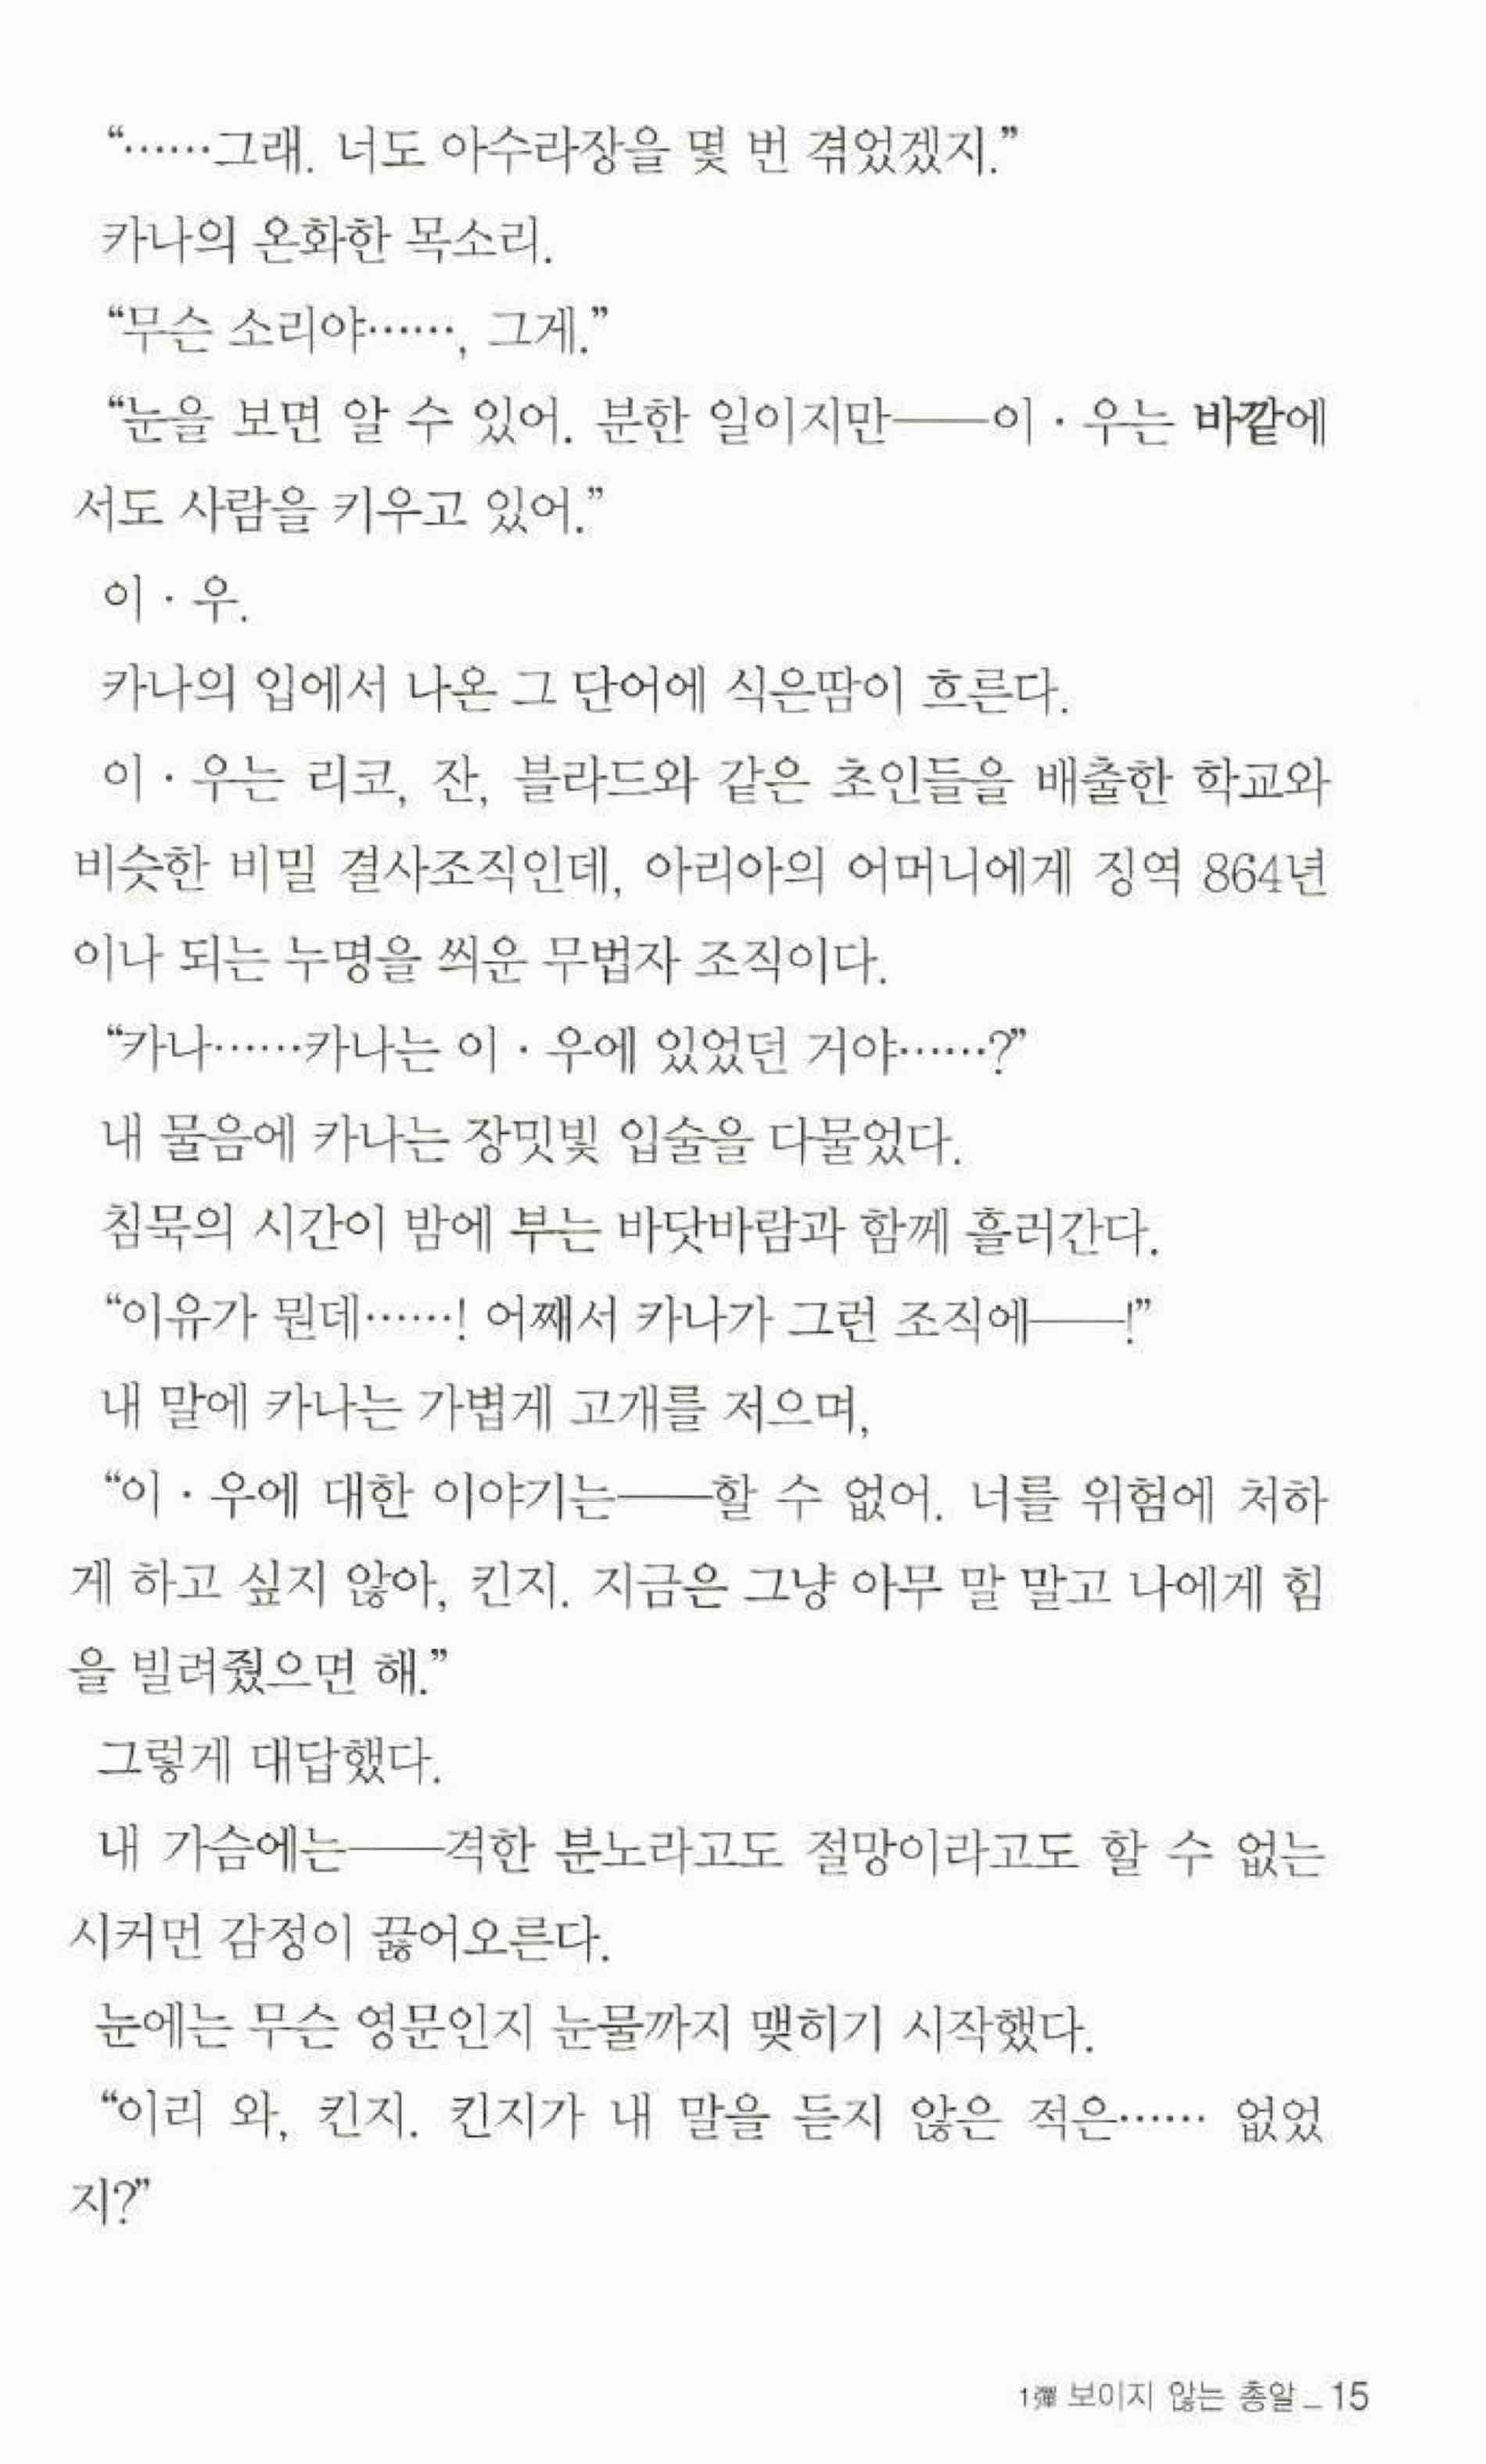 “……그래. 너도 아수라장을 몇 번 겪었겠지.”
카나의 온화한 목소리.
“무슨 소리야……, 그게.”
“눈을 보면 알 수 있어. 분한 일이지만──이 · 우는 바깥에
서도 사람을 키우고 있어.”
이 · 우.
카나의 입에서 나온 그 단어에 식은땀이 흐른다.
이 · 우는 리코, 잔, 블라드와 같은 초인들을 배출한 학교와
비슷한 비밀 결사조직인데, 아리아의 어머니에게 징역 864년
이나 되는 누명을 씌운 무법자 조직이다.
“카나……카나는 이 · 우에 있었던 거야……?”
내 물음에 카나는 장밋빛 입술을 다물었다.
침묵의 시간이 밤에 부는 바닷바람과 함께 흘러간다.
“이유가 뭔데……! 어째서 카나가 그런 조직에──!”
내 말에 카나는 가볍게 고개를 저으며,
“이 · 우에 대한 이야기는──할 수 없어. 너를 위험에 처하
게 하고 싶지 않아, 킨지. 지금은 그냥 아무 말 말고 나에게 힘
을 빌려줬으면 해.”
그렇게 대답했다.
내 가슴에는──격한 분노라고도 절망이라고도 할 수 없는
시커먼 감정이 끓어오른다.
눈에는 무슨 영문인지 눈물까지 맺히기 시작했다.
“이리 와, 킨지. 킨지가 내 말을 듣지 않은 적은…… 없었
지?”
1彈 보이지 않는 총알 _ 15